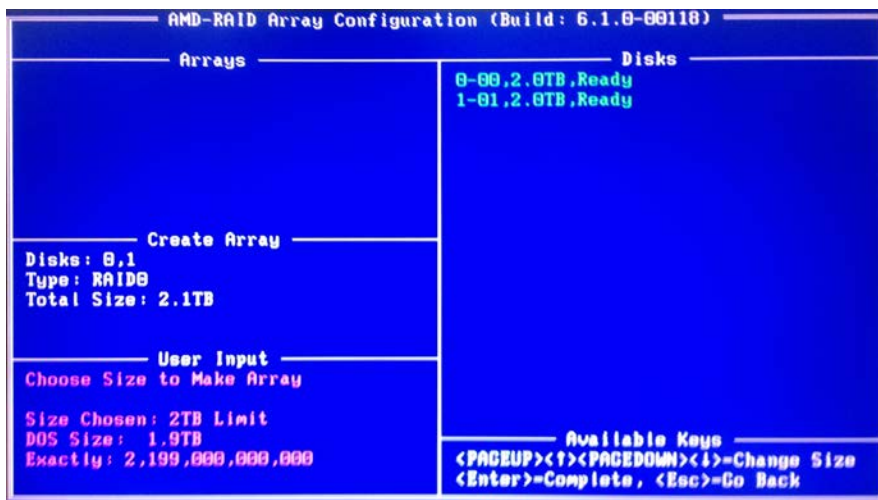 AMD-RAID Array Configuration (Build: 6.1.0-00118)
Arrays
Disks
0-00,2.0TB,Ready
1-01,2.0TB,Ready
Create Array
Disks: 0,1
Type: RAID0
Total Size: 2.1TB
User Input
Choose Size to Make Array
Size Chosen: 2TB Limit
DOS Size: 1.9TB
Exactly: 2,199,000,000,000
Available Keys
<PAGEUP><↑><PAGEDOWN><↓>=Change Size
<Enter>=Complete, <Esc>=Go Back